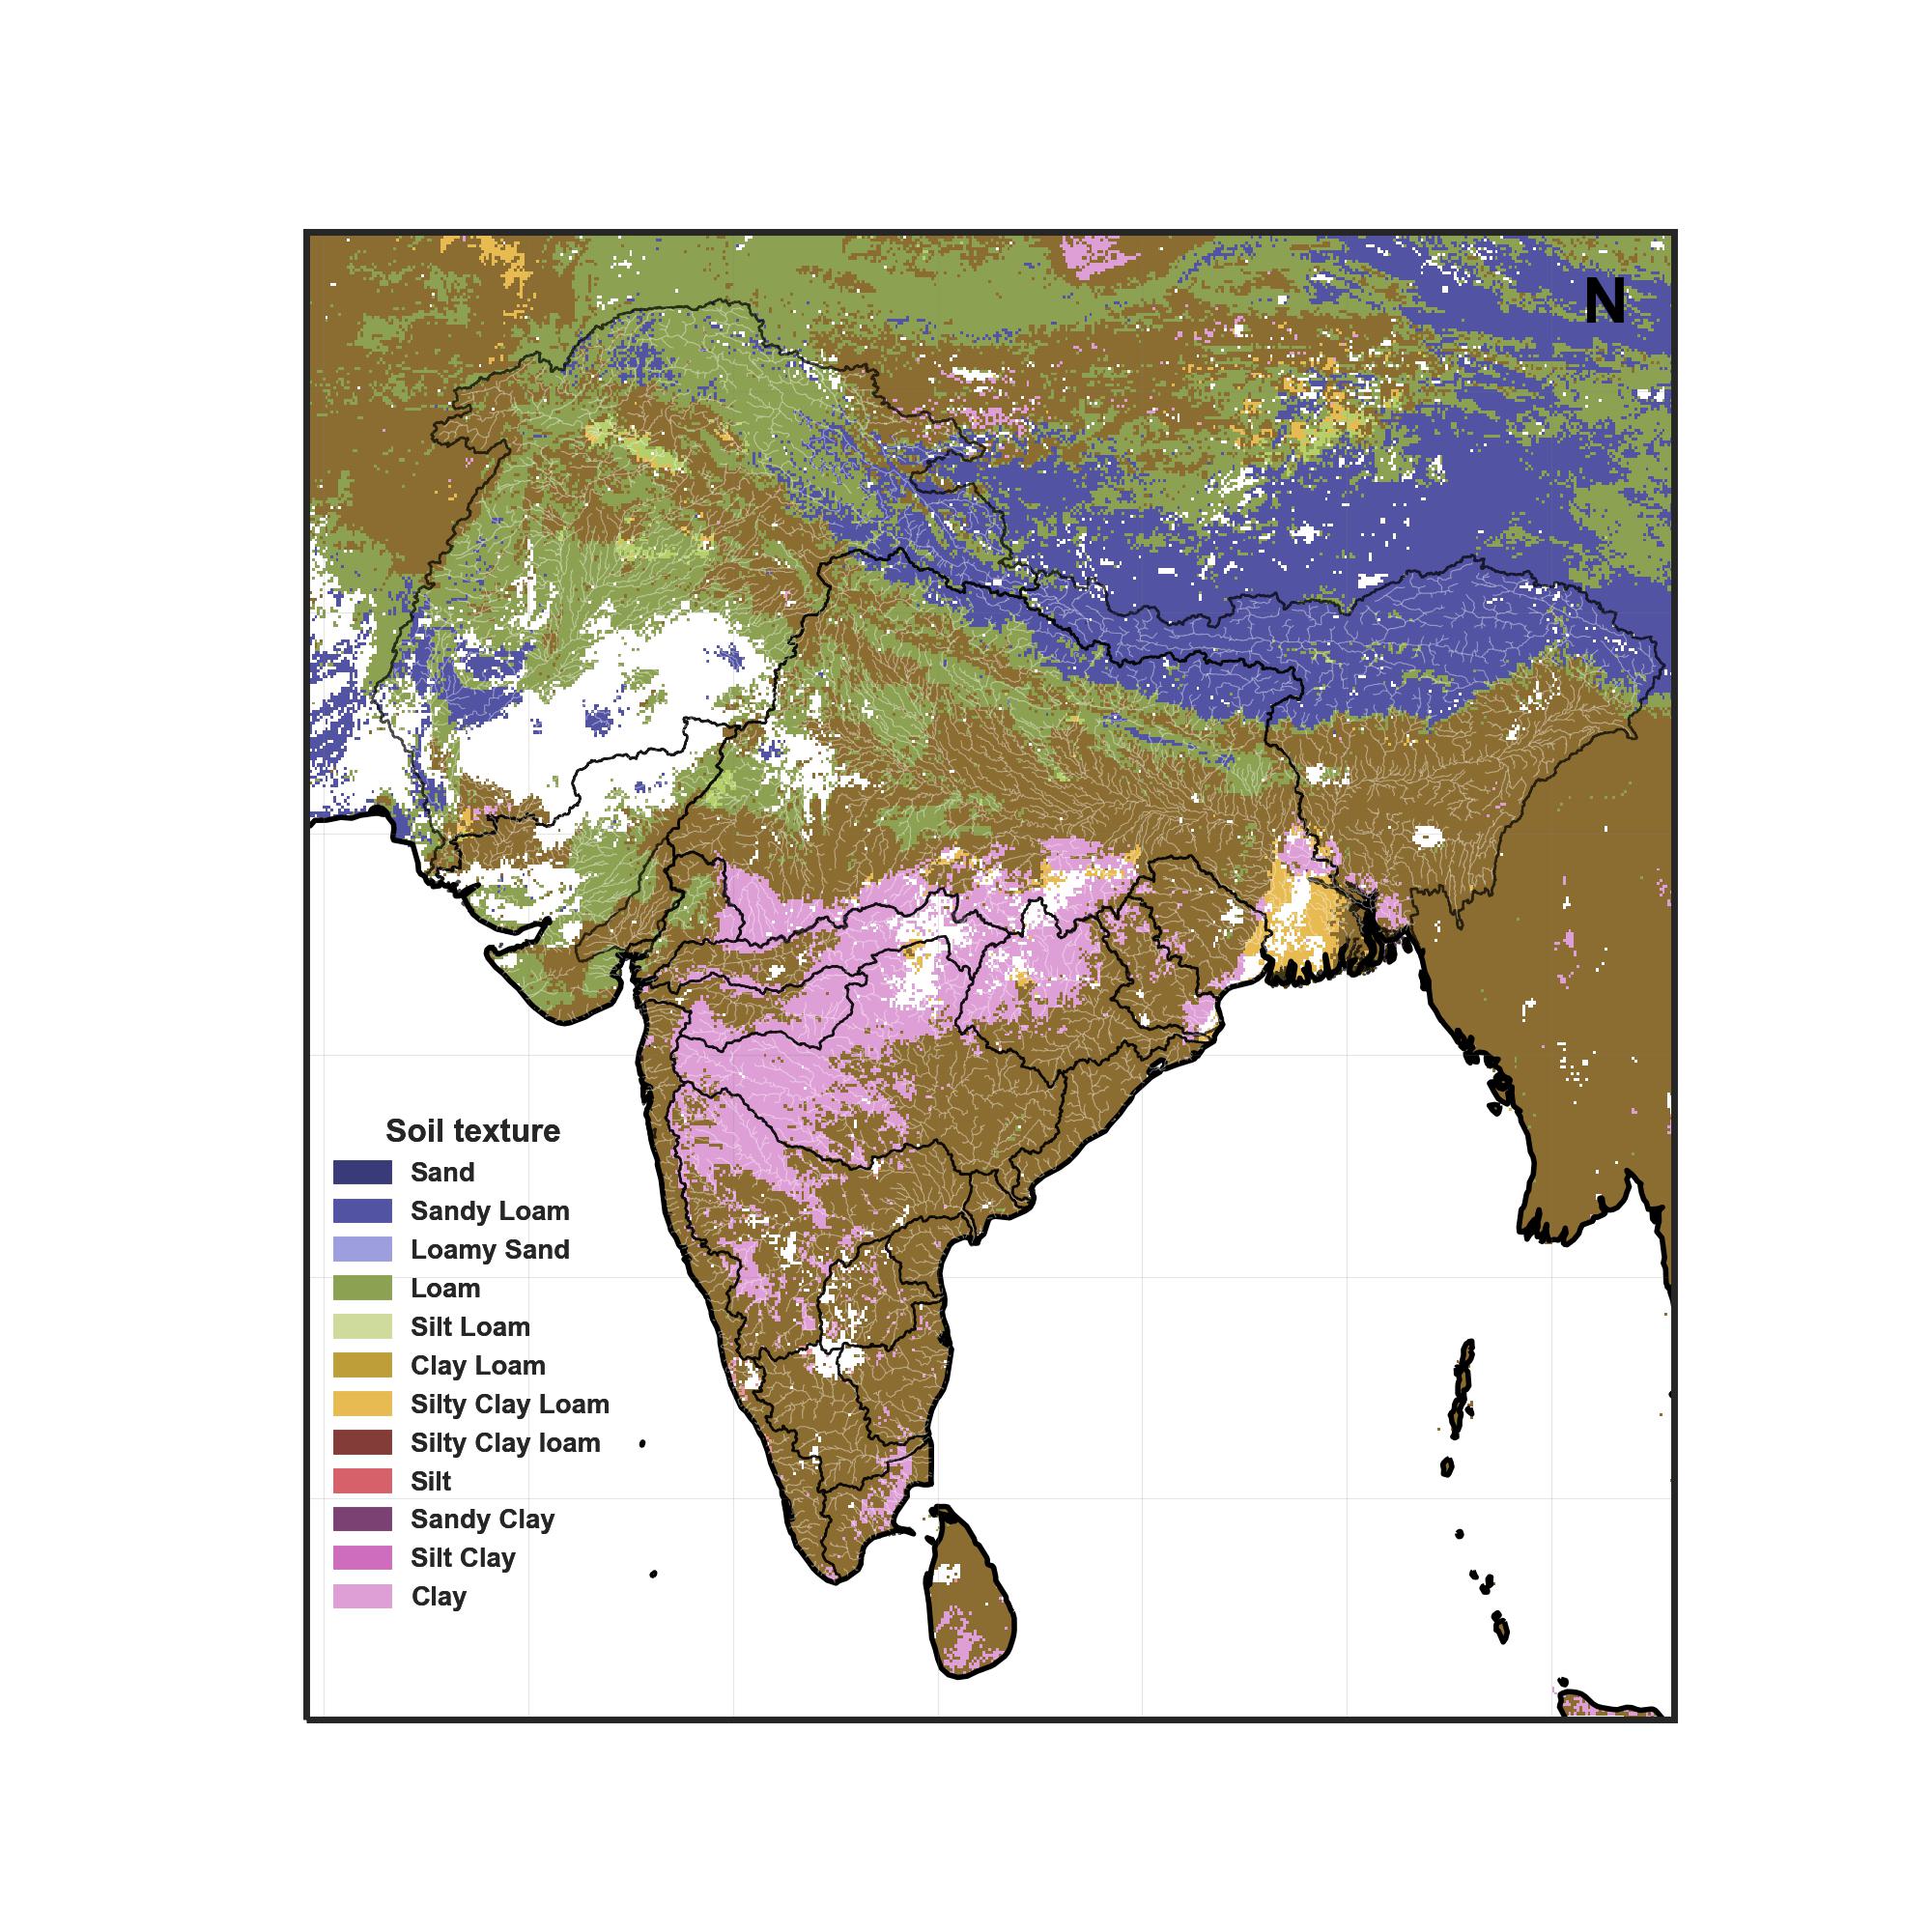 N
Soil texture
Sand
Sandy Loam
Loamy Sand
Loam
Silt Loam
Clay Loam
Silty Clay Loam
Silty Clay loam
Silt
Sandy Clay
Silt Clay
Clay